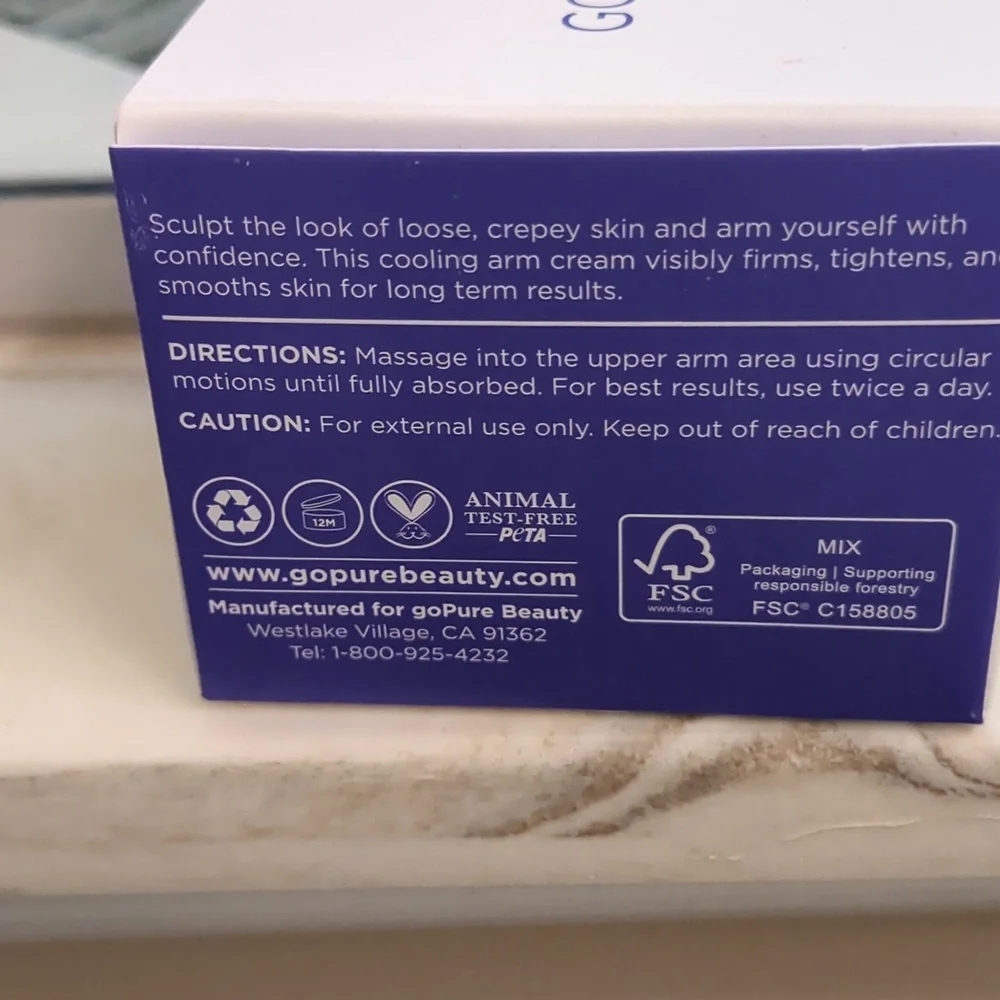 GO
Sculpt the look of loose, crepey skin and arm yourself with
confidence. This cooling arm cream visibly firms, tightens, an
smooths skin for long term results.
DIRECTIONS: Massage into the upper arm area using circular
motions until fully absorbed. For best results, use twice a day.
CAUTION: For external use only. Keep out of reach of children.
12M
ANIMAL
TEST-FREE
PeTA
www.gopurebeauty.com
Manufactured for goPure Beauty
Westlake Village, CA 91362
Tel: 1-800-925-4232
FSC
www.fsc.org
®
MIX
Packaging | Supporting
responsible forestry
FSC® C158805